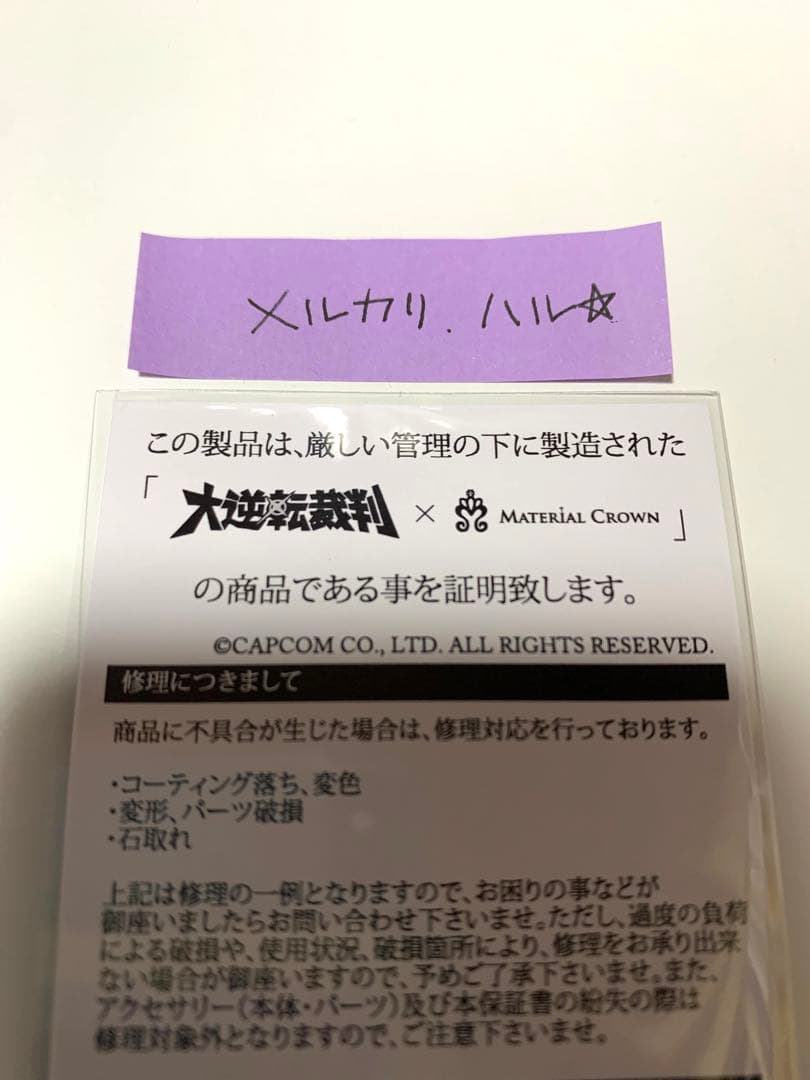 メルカリ. ハル☆
この製品は、厳しい管理の下に製造された
「大逆転裁判 × MATERIAL CROWN」
の商品である事を証明致します。
©CAPCOM CO., LTD. ALL RIGHTS RESERVED.
修理につきまして
商品に不具合が生じた場合は、修理対応を行っております。
・コーティング落ち、変色
・変形、パーツ破損
・石取れ
上記は修理の一例となりますので、お困りの事などが
御座いましたらお問い合わせ下さいませ。ただし、過度の負荷
による破損や、使用状況、破損箇所により、修理をお承り出来
ない場合が御座いますので、予めご了承下さいませ。また、
アクセサリー(本体・パーツ)及び本保証書の紛失の際は
修理対象外となりますので、ご注意下さいませ。